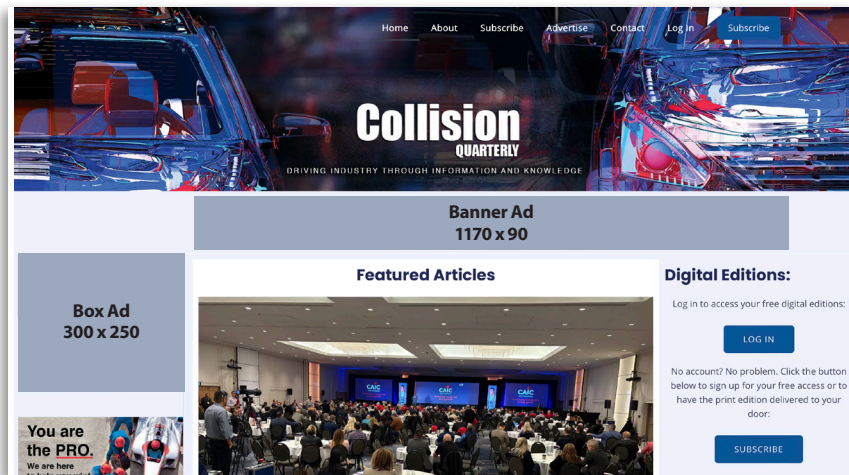 Home About Subscribe Advertise Contact Log in Subscribe
Collision
QUARTERLY
DRIVING INDUSTRY THROUGH INFORMATION AND KNOWLEDGE
Banner Ad
1170 x 90
Box Ad
300 x 250
Featured Articles
CAIC
CAIC
CAIC
Digital Editions:
Log in to access your free digital editions:
LOG IN
No account? No problem. Click the button
below to sign up for your free access or to
have the print edition delivered to your
door:
SUBSCRIBE
You are
the PRO.
We are here